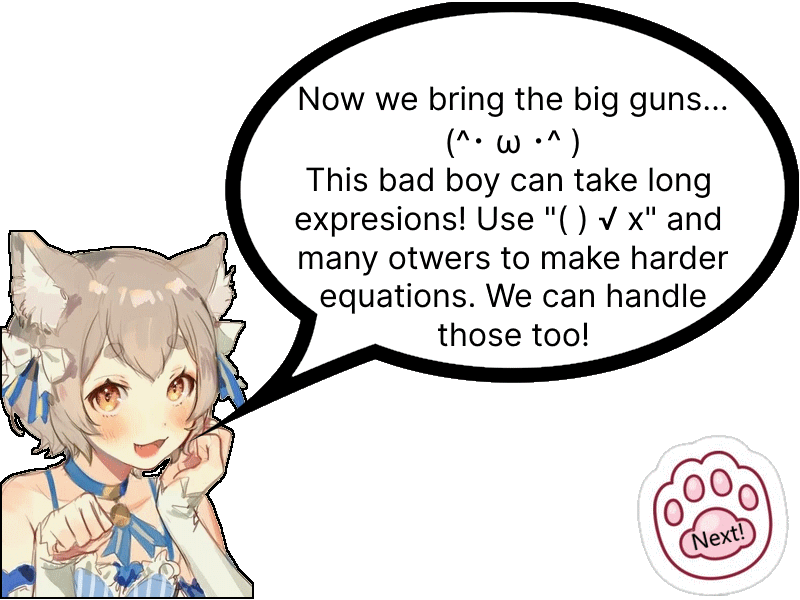 Now we bring the big guns...
(^･ ω ･^ )
This bad boy can take long
expresions! Use "( ) √ x" and
many otwers to make harder
equations. We can handle
those too!
Next!